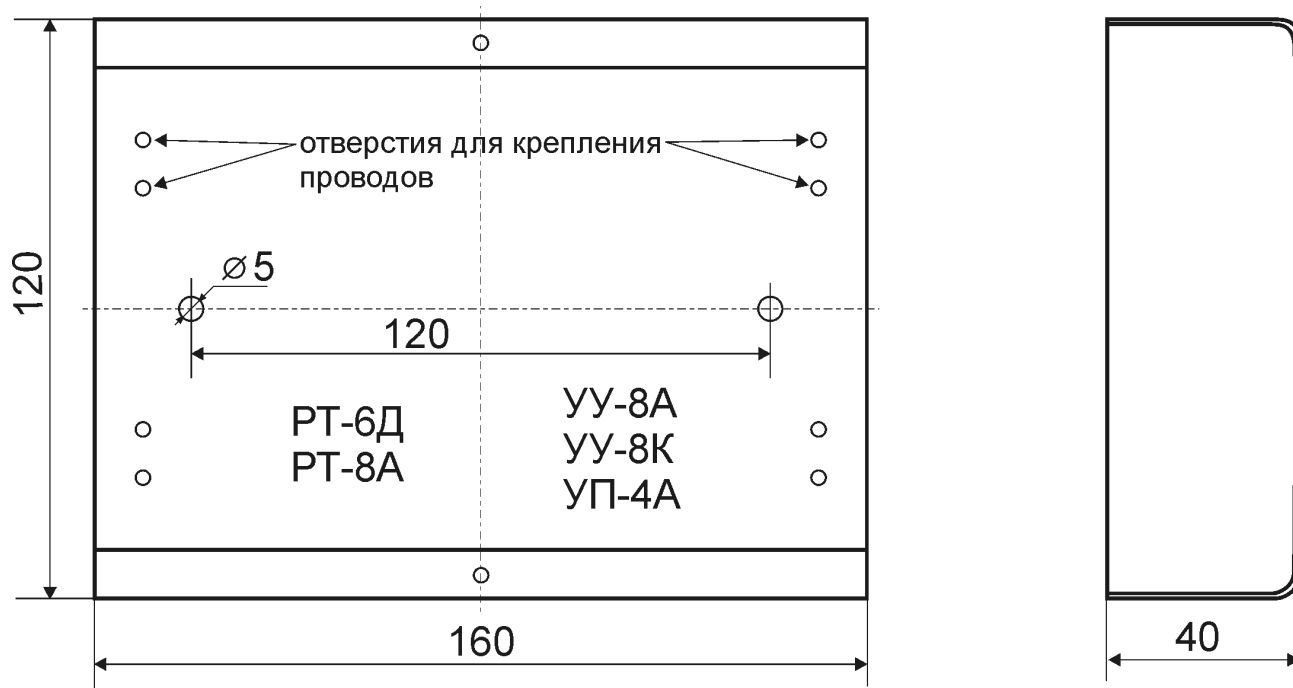 отверстия для крепления
проводов
⌀5
120
120
РТ-6Д
РТ-8А
УУ-8А
УУ-8К
УП-4А
160
40